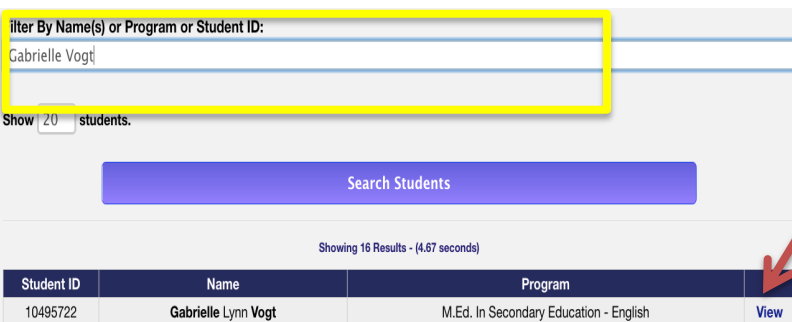 ilter By Name(s) or Program or Student ID:
Gabrielle Vogt
Show 20 students.
Search Students
Showing 16 Results - (4.67 seconds)
Student ID Name Program
10495722 Gabrielle Lynn Vogt M.Ed. In Secondary Education - English View